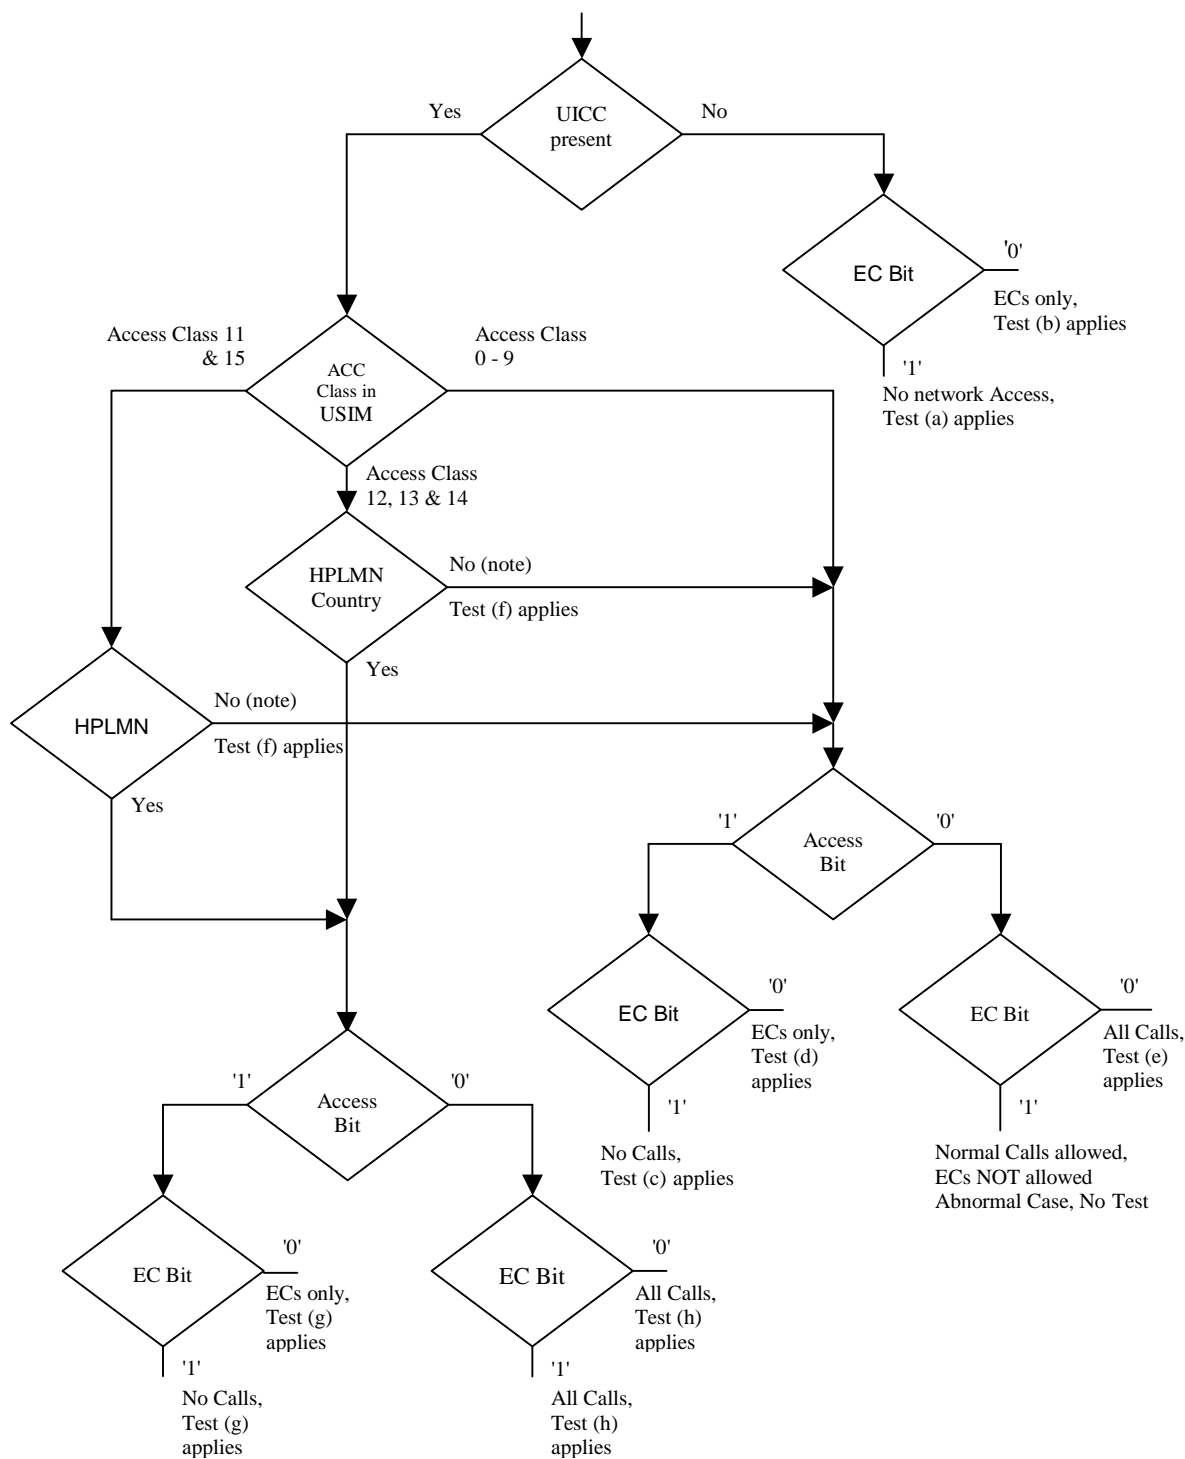 UICC
present
Yes
No
EC Bit
'0'
ECs only,
Test (b) applies
'1'
No network Access,
Test (a) applies
Access Class 11
& 15
Access Class
0 - 9
ACC
Class in
USIM
Access Class
12, 13 & 14
HPLMN
Country
No (note)
Test (f) applies
Yes
HPLMN
No (note)
Test (f) applies
Yes
Access
Bit
'1'
'0'
EC Bit
'0'
ECs only,
Test (d)
applies
'1'
No Calls,
Test (c) applies
EC Bit
'0'
All Calls,
Test (e)
applies
'1'
Normal Calls allowed,
ECs NOT allowed
Abnormal Case, No Test
Access
Bit
'1'
'0'
EC Bit
'0'
ECs only,
Test (g)
applies
'1'
No Calls,
Test (g)
applies
EC Bit
'0'
All Calls,
Test (h)
applies
'1'
All Calls,
Test (h)
applies